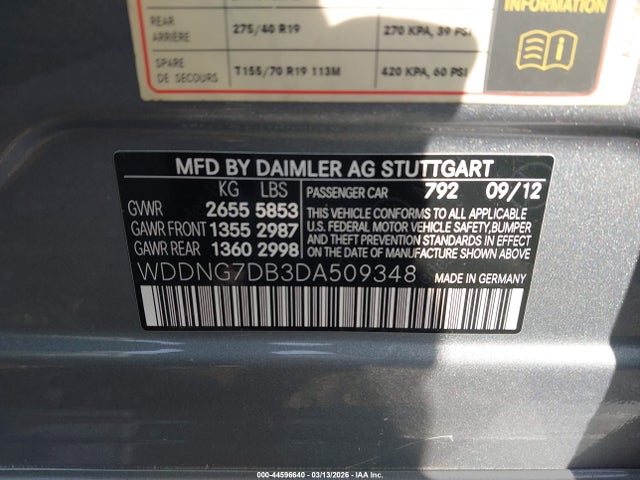 INFORMATION
REAR
ARRIÈRE
275/40 R19
270 KPA, 39 PSI
SPARE
DE SECOURS
T155/70 R19 113M
420 KPA, 60 PSI
MFD BY DAIMLER AG STUTTGART
KG LBS PASSENGER CAR 792 09/12
GVWR 2655 5853
GAWR FRONT 1355 2987
GAWR REAR 1360 2998
THIS VEHICLE CONFORMS TO ALL APPLICABLE
U.S. FEDERAL MOTOR VEHICLE SAFETY, BUMPER
AND THEFT PREVENTION STANDARDS IN EFFECT
ON THE DATE OF MANUFACTURE SHOWN ABOVE.
WDDNG7DB3DA509348 MADE IN GERMANY
000-44596640 - 03/13/2026 - Copyright IAA, LLC.